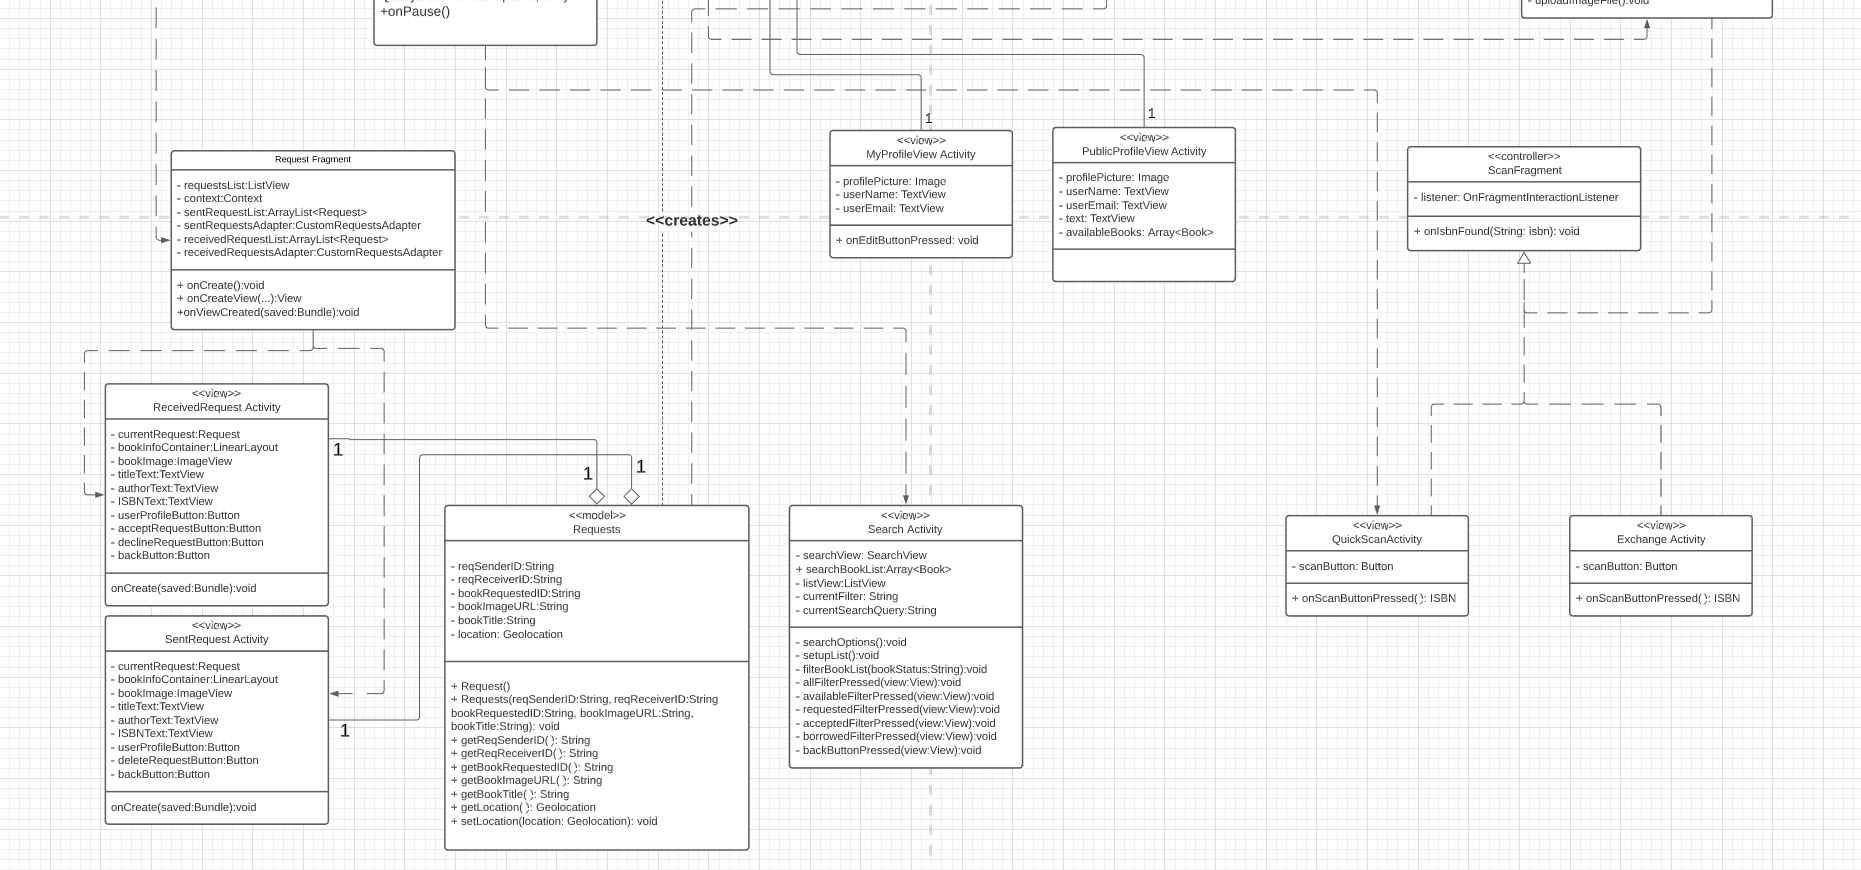 +onPause()
- uploadImageFile():void
1
1
Request Fragment
- requestsList:ListView
- context:Context
- sentRequestList:ArrayList<Request>
- sentRequestsAdapter:CustomRequestsAdapter
- receivedRequestList:ArrayList<Request>
- receivedRequestsAdapter:CustomRequestsAdapter
+ onCreate():void
+ onCreateView(...):View
+onViewCreated(saved:Bundle):void
<<creates>>
<<view>>
MyProfileView Activity
- profilePicture: Image
- userName: TextView
- userEmail: TextView
+ onEditButtonPressed: void
<<view>>
PublicProfileView Activity
- profilePicture: Image
- userName: TextView
- userEmail: TextView
- text: TextView
- availableBooks: Array<Book>
<<controller>>
ScanFragment
- listener: OnFragmentInteractionListener
+ onIsbnFound(String: isbn): void
<<view>>
ReceivedRequest Activity
- currentRequest:Request
- bookInfoContainer:LinearLayout
- bookImage:ImageView
- titleText:TextView
- authorText:TextView
- ISBNText:TextView
- userProfileButton:Button
- acceptRequestButton:Button
- declineRequestButton:Button
- backButton:Button
onCreate(saved:Bundle):void
1
1
1
<<view>>
SentRequest Activity
- currentRequest:Request
- bookInfoContainer:LinearLayout
- bookImage:ImageView
- titleText:TextView
- authorText:TextView
- ISBNText:TextView
- userProfileButton:Button
- deleteRequestButton:Button
- backButton:Button
onCreate(saved:Bundle):void
1
<<model>>
Requests
- reqSenderID:String
- reqReceiverID:String
- bookRequestedID:String
- bookImageURL:String
- bookTitle:String
- location: Geolocation
+ Request()
+ Requests(reqSenderID:String, reqReceiverID:String
bookRequestedID:String, bookImageURL:String,
bookTitle:String): void
+ getReqSenderID( ): String
+ getReqReceiverID( ): String
+ getBookRequestedID( ): String
+ getBookImageURL( ): String
+ getBookTitle( ): String
+ getLocation( ): Geolocation
+ setLocation(location: Geolocation): void
<<view>>
Search Activity
- searchView: SearchView
+ searchBookList:Array<Book>
- listView:ListView
- currentFilter: String
- currentSearchQuery:String
- searchOptions():void
- setupList():void
- filterBookList(bookStatus:String):void
- allFilterPressed(view:View):void
- availableFilterPressed(view:View):void
- requestedFilterPressed(view:View):void
- acceptedFilterPressed(view:View):void
- borrowedFilterPressed(view:View):void
- backButtonPressed(view:View):void
<<view>>
QuickScanActivity
- scanButton: Button
+ onScanButtonPressed( ): ISBN
<<view>>
Exchange Activity
- scanButton: Button
+ onScanButtonPressed( ): ISBN